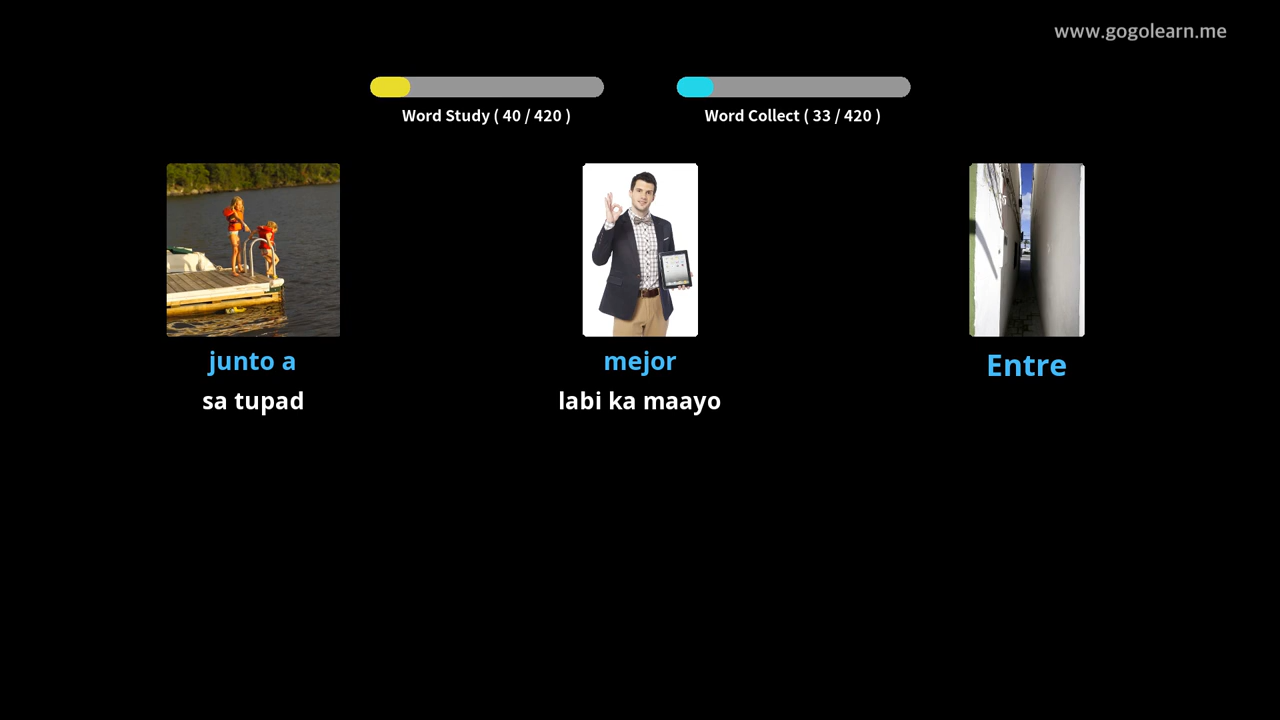 www.gogolearn.me
Word Study ( 40 / 420 )
Word Collect ( 33 / 420 )
junto a
sa tupad
mejor
labi ka maayo
Entre